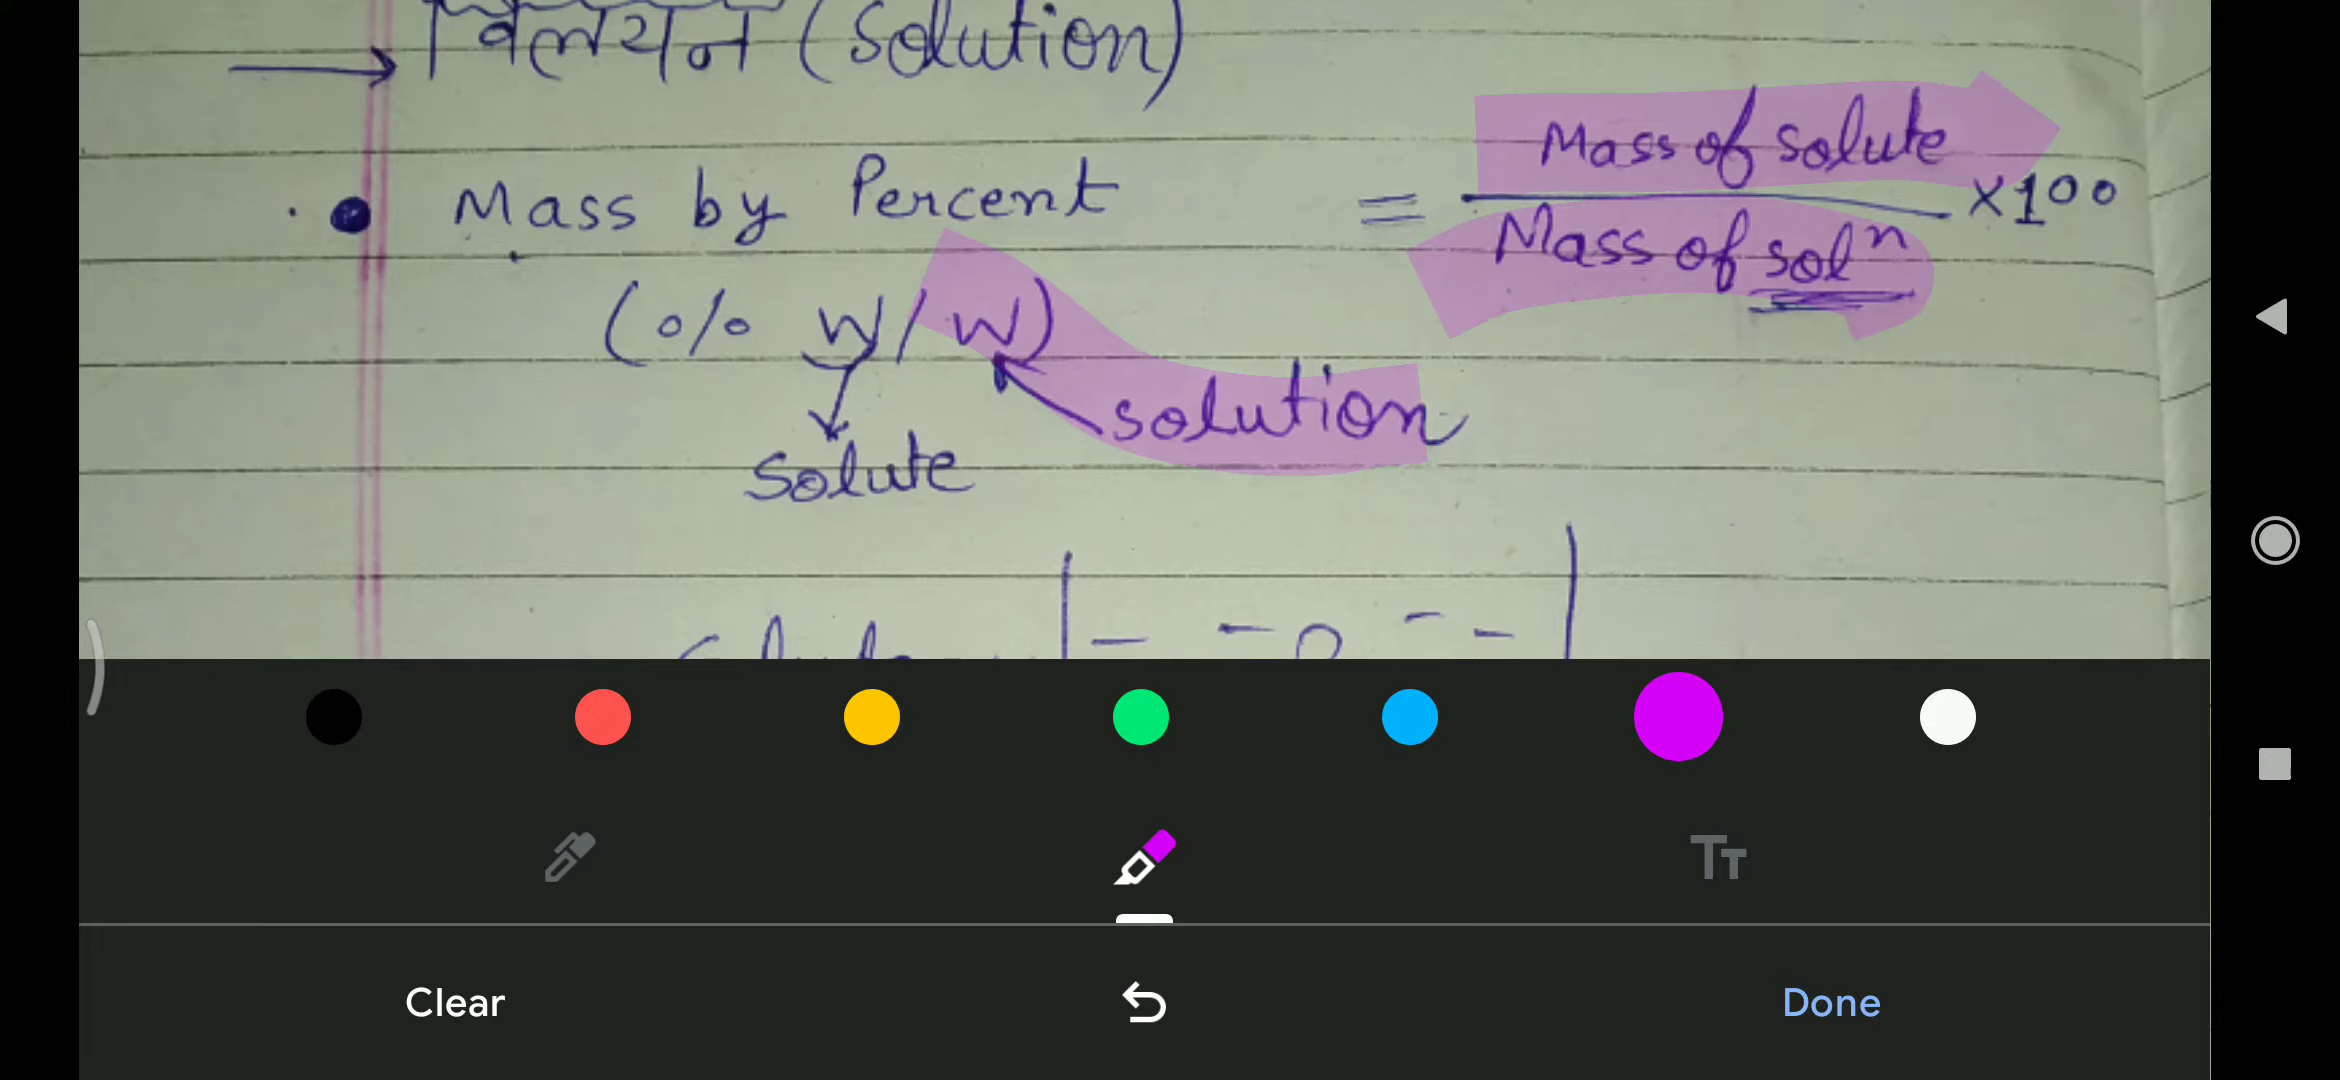 → विलयन (Solution)
• Mass by Percent = Mass of solute / Mass of solⁿ ×100
(% W/W)
solution
Solute
Clear
Done